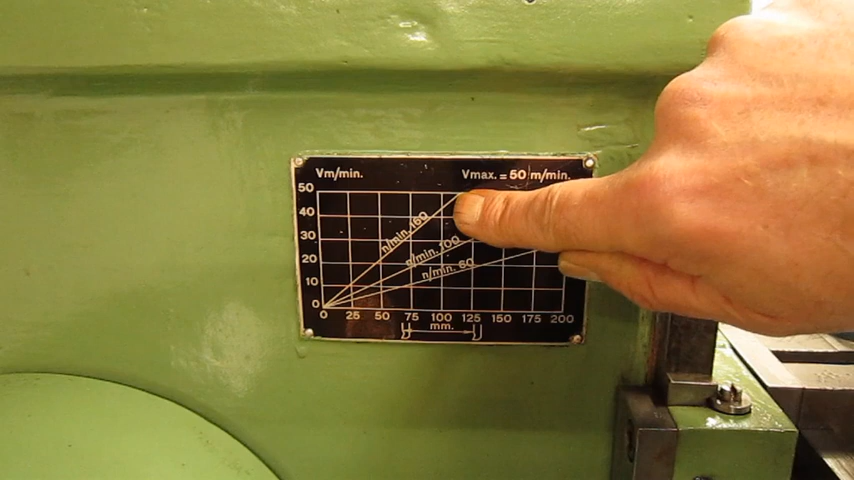 Vm/min. Vmax. = 50 m/min.
50
40
30
20
10
0
n/min. 160
n/min. 100
n/min. 60
0 25 50 75 100 125 150 175 200
mm.